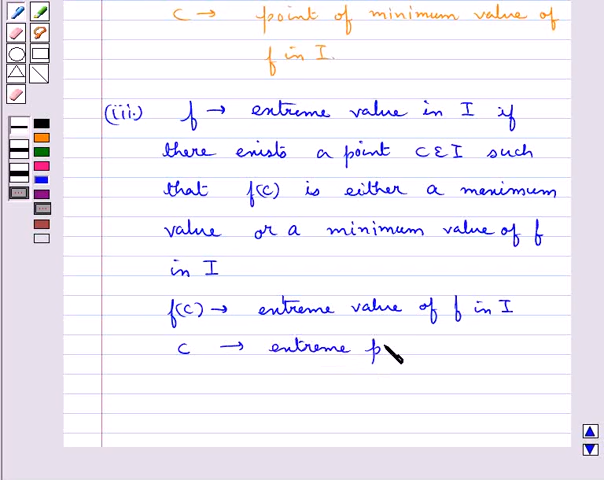 c → point of minimum value of
f in I.
(iii.) f → extreme value in I if
there exists a point c ε I such
that f(c) is either a maximum
value or a minimum value of f
in I
f(c) → extreme value of f in I
c → extreme p